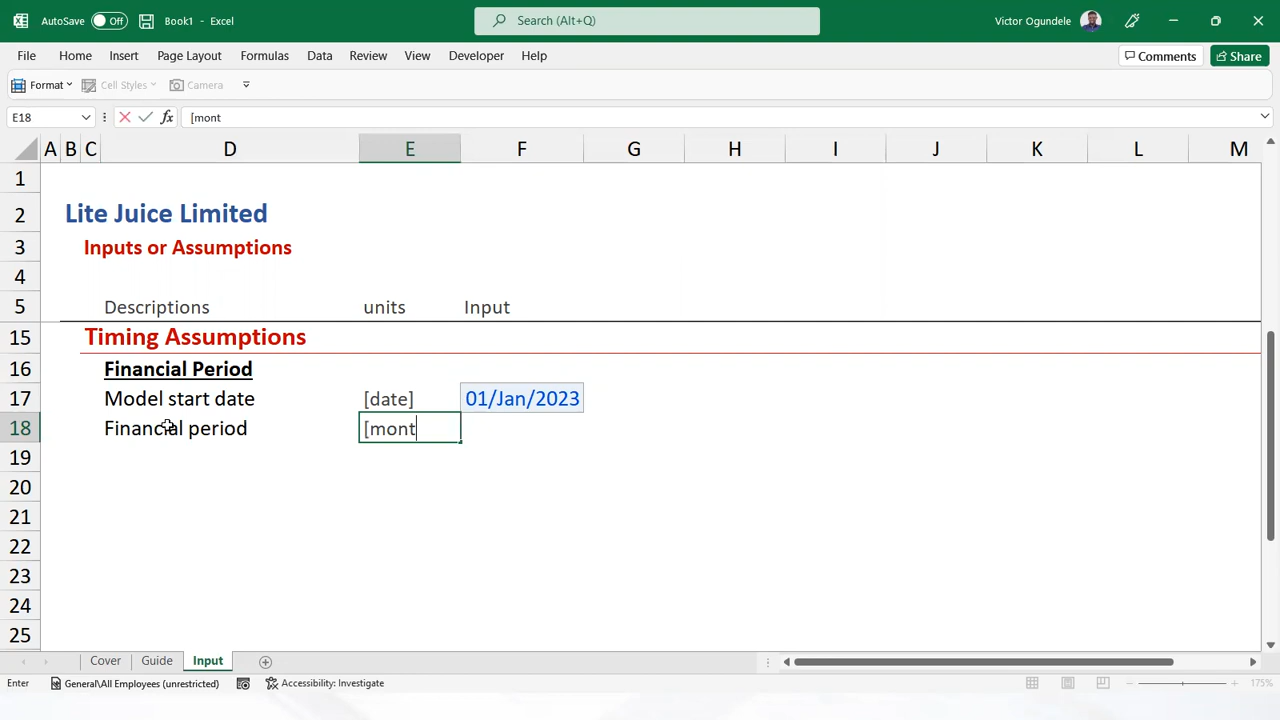 AutoSave Off Book1 - Excel Search (Alt+Q) Victor Ogundele
File Home Insert Page Layout Formulas Data Review View Developer Help Comments Share
Format Cell Styles Camera
E18 fx [mont
A B C D E F G H I J K L M
1
2 Lite Juice Limited
3 Inputs or Assumptions
4
5 Descriptions units Input
15 Timing Assumptions
16 Financial Period
17 Model start date [date] 01/Jan/2023
18 Financial period [mont
19
20
21
22
23
24
25
Cover Guide Input
Enter General\All Employees (unrestricted) Accessibility: Investigate 175%